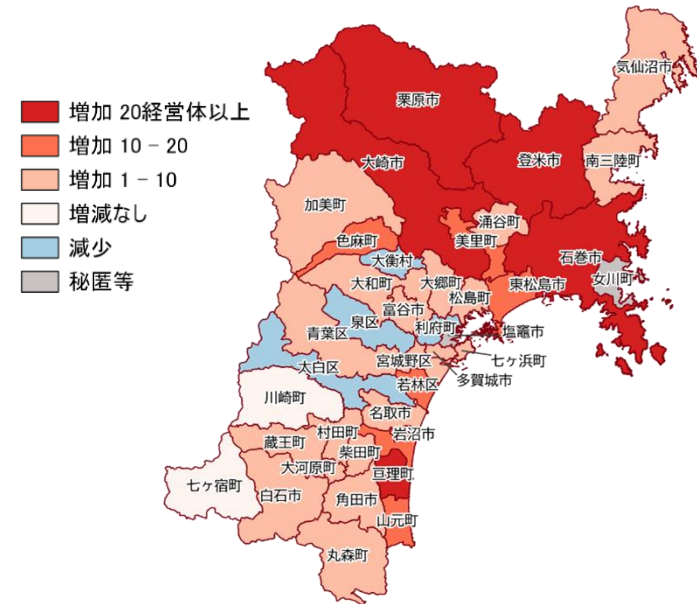 増加 20経営体以上
増加 10 - 20
増加 1 - 10
増減なし
減少
秘匿等
気仙沼市
栗原市
大崎市
登米市
南三陸町
加美町
涌谷町
色麻町
美里町
石巻市
大衡村
女川町
大和町
大郷町
東松島市
松島町
富谷市
泉区
利府町
塩竈市
青葉区
宮城野区
七ヶ浜町
太白区
多賀城市
若林区
川崎町
名取市
村田町
岩沼市
蔵王町
柴田町
大河原町
亘理町
七ヶ宿町
白石市
角田市
山元町
丸森町